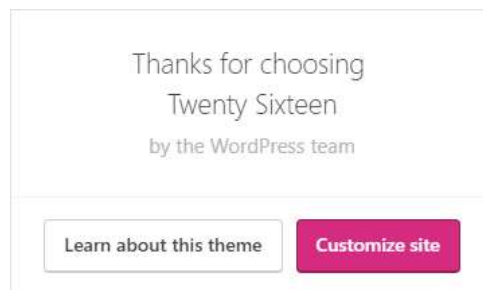 Thanks for choosing
Twenty Sixteen
by the WordPress team
Learn about this theme
Customize site